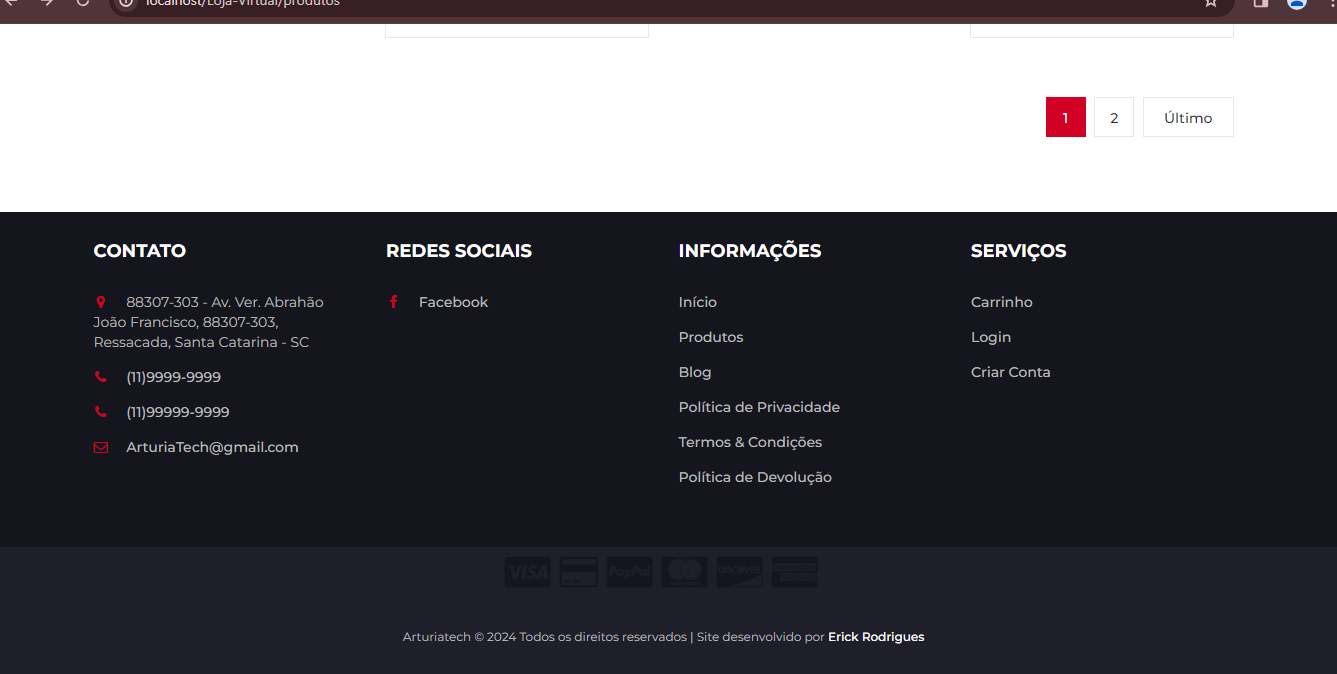 localhost/Loja-Virtual/produtos
1
2
Último
CONTATO
88307-303 - Av. Ver. Abrahão
João Francisco, 88307-303,
Ressacada, Santa Catarina - SC
(11)9999-9999
(11)99999-9999
ArturiaTech@gmail.com
REDES SOCIAIS
Facebook
INFORMAÇÕES
Início
Produtos
Blog
Política de Privacidade
Termos & Condições
Política de Devolução
SERVIÇOS
Carrinho
Login
Criar Conta
VISA
PayPal
DISCOVER
Arturiatech © 2024 Todos os direitos reservados | Site desenvolvido por Erick Rodrigues